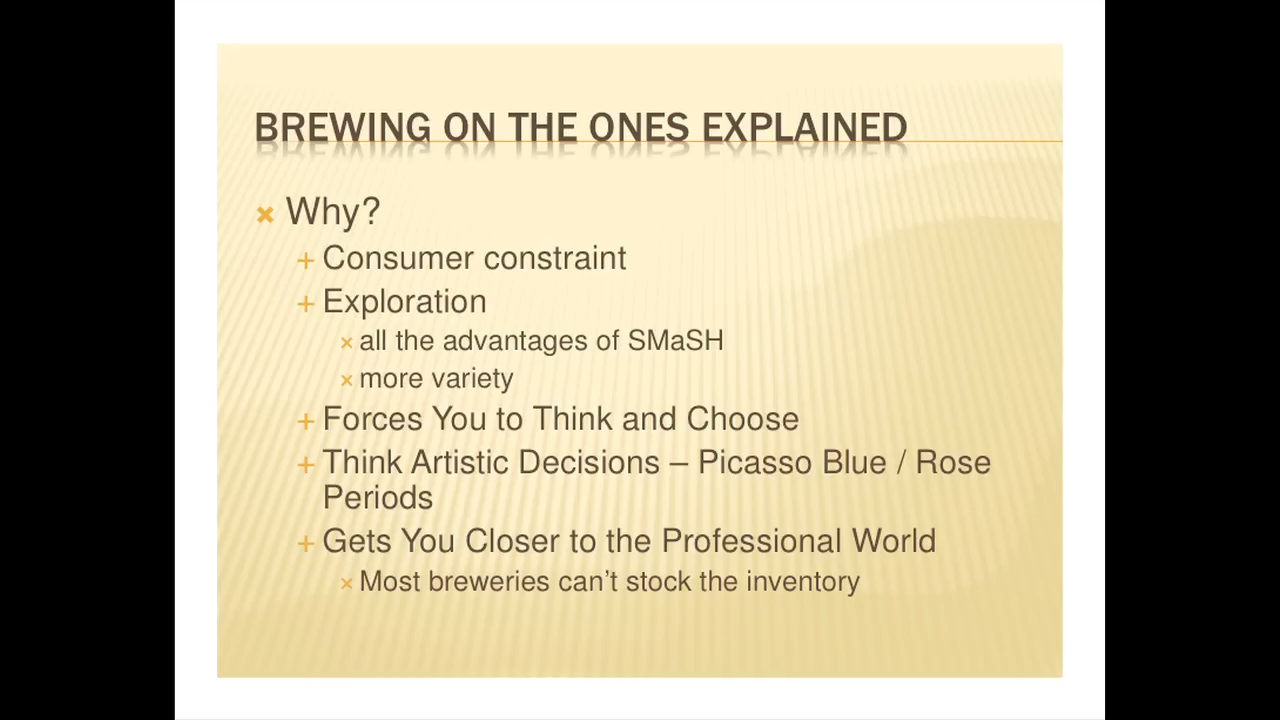 BREWING ON THE ONES EXPLAINED
Why?
Consumer constraint
Exploration
all the advantages of SMaSH
more variety
Forces You to Think and Choose
Think Artistic Decisions – Picasso Blue / Rose
Periods
Gets You Closer to the Professional World
Most breweries can’t stock the inventory